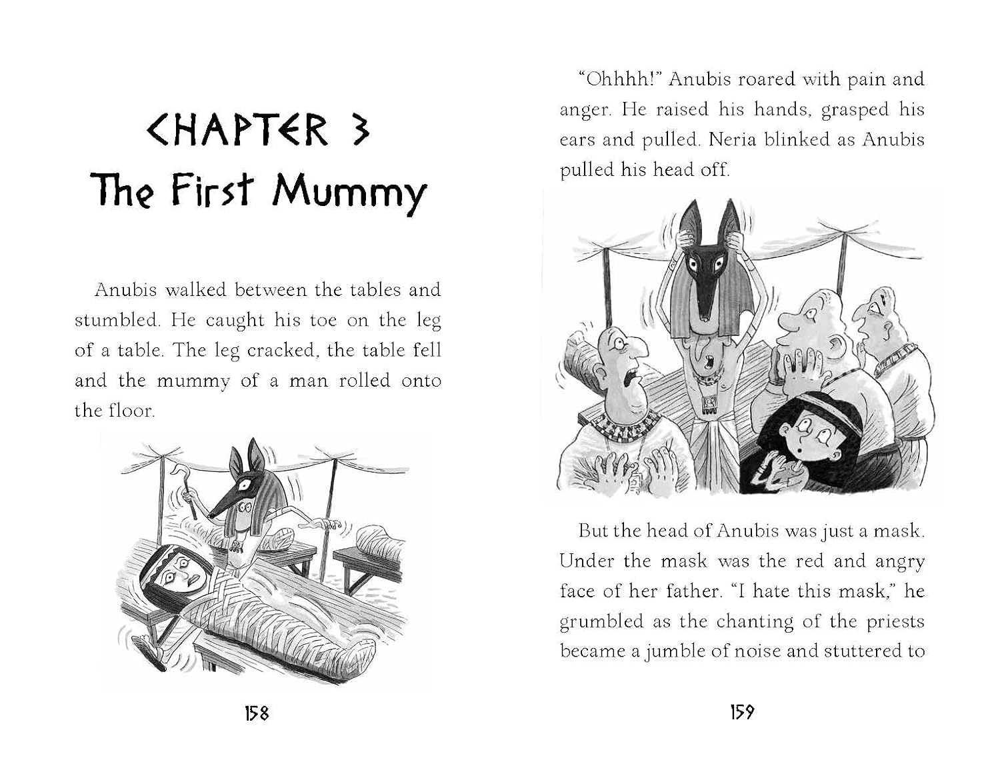 CHAPTER 3
The First Mummy
Anubis walked between the tables and
stumbled. He caught his toe on the leg
of a table. The leg cracked, the table fell
and the mummy of a man rolled onto
the floor.
158
“Ohhhh!” Anubis roared with pain and
anger. He raised his hands, grasped his
ears and pulled. Neria blinked as Anubis
pulled his head off.
But the head of Anubis was just a mask.
Under the mask was the red and angry
face of her father. “I hate this mask,” he
grumbled as the chanting of the priests
became a jumble of noise and stuttered to
159